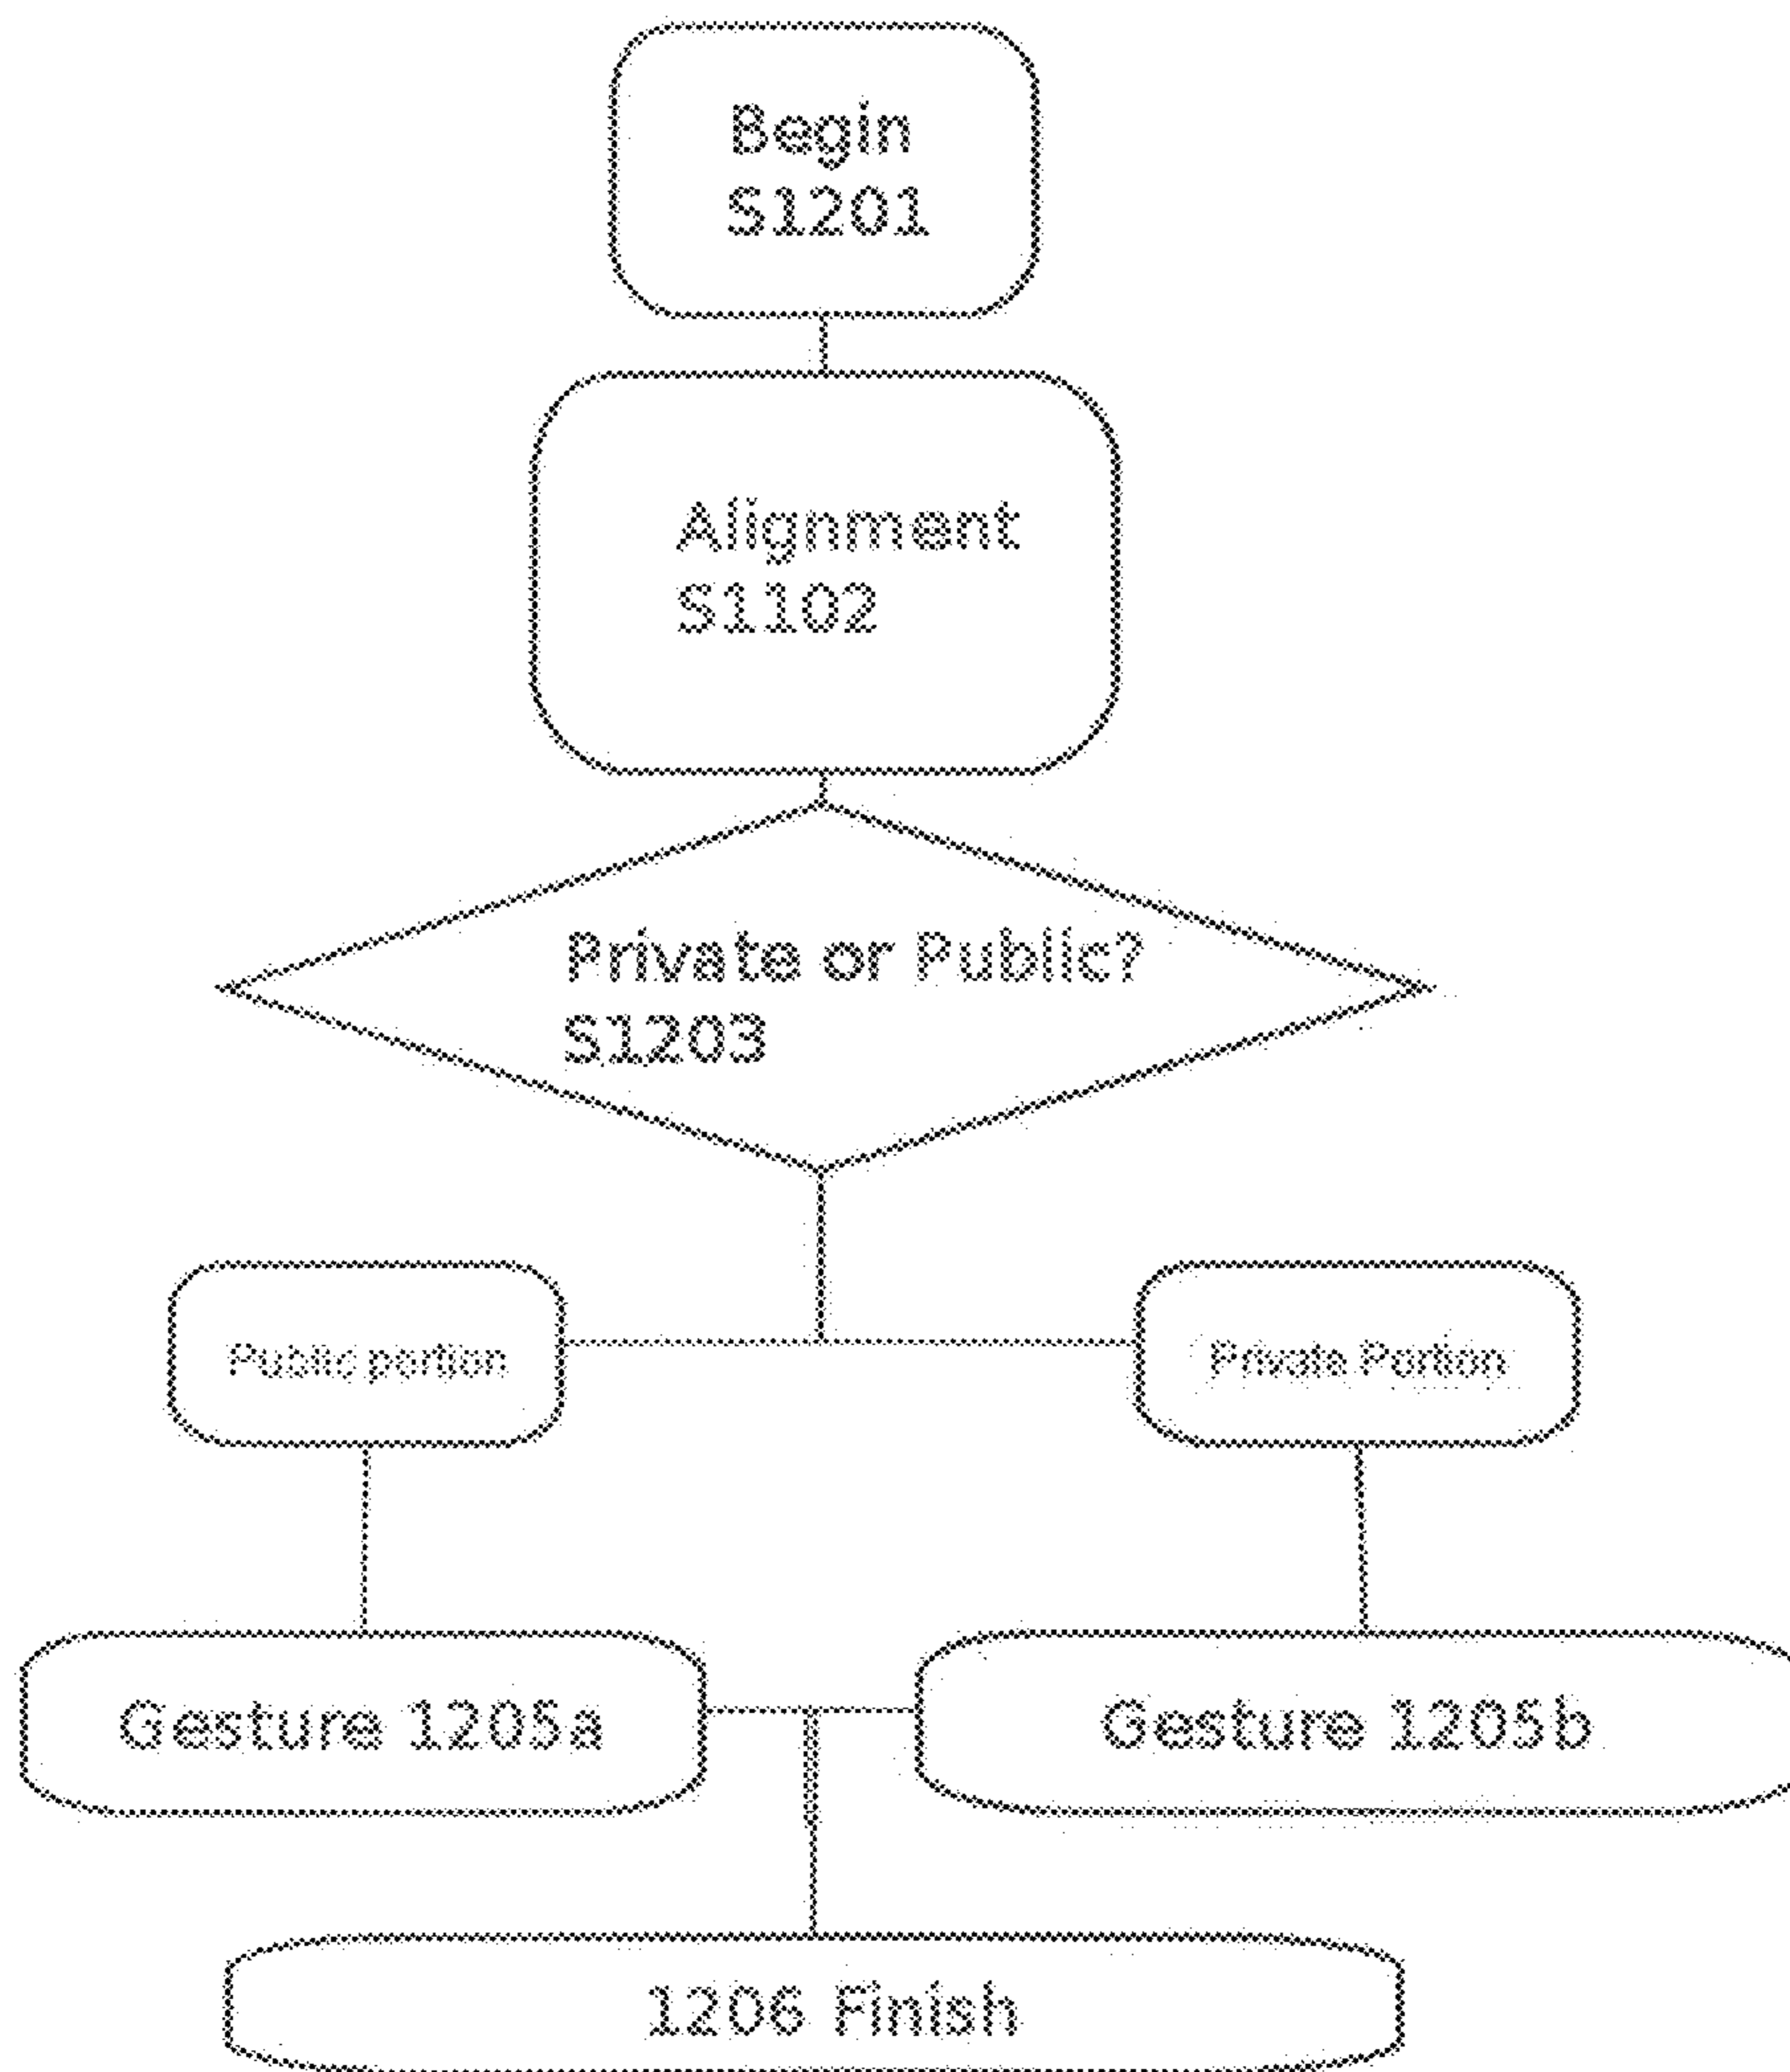 Begin
S1201
Alignment
S1102
Private or Public?
S1203
Public portion
Private Portion
Gesture 1205a
Gesture 1205b
1206 Finish